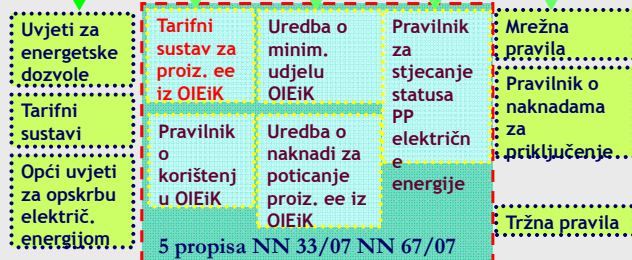 Uvjeti za
energetske
dozvole
Tarifni
sustavi
Opći uvjeti
za opskrbu
električ.
energijom
Tarifni
sustav za
proiz. ee
iz OIEiK
Uredba o
minim.
udjelu
OIEiK
Pravilnik
za
stjecanje
statusa
PP
električn
e
energije
Pravilnik
o
korištenj
u OIEiK
Uredba o
naknadi za
poticanje
proiz. ee iz
OIEiK
5 propisa NN 33/07 NN 67/07
Mrežna
pravila
Pravilnik o
naknadama
za
priključenje
Tržna pravila